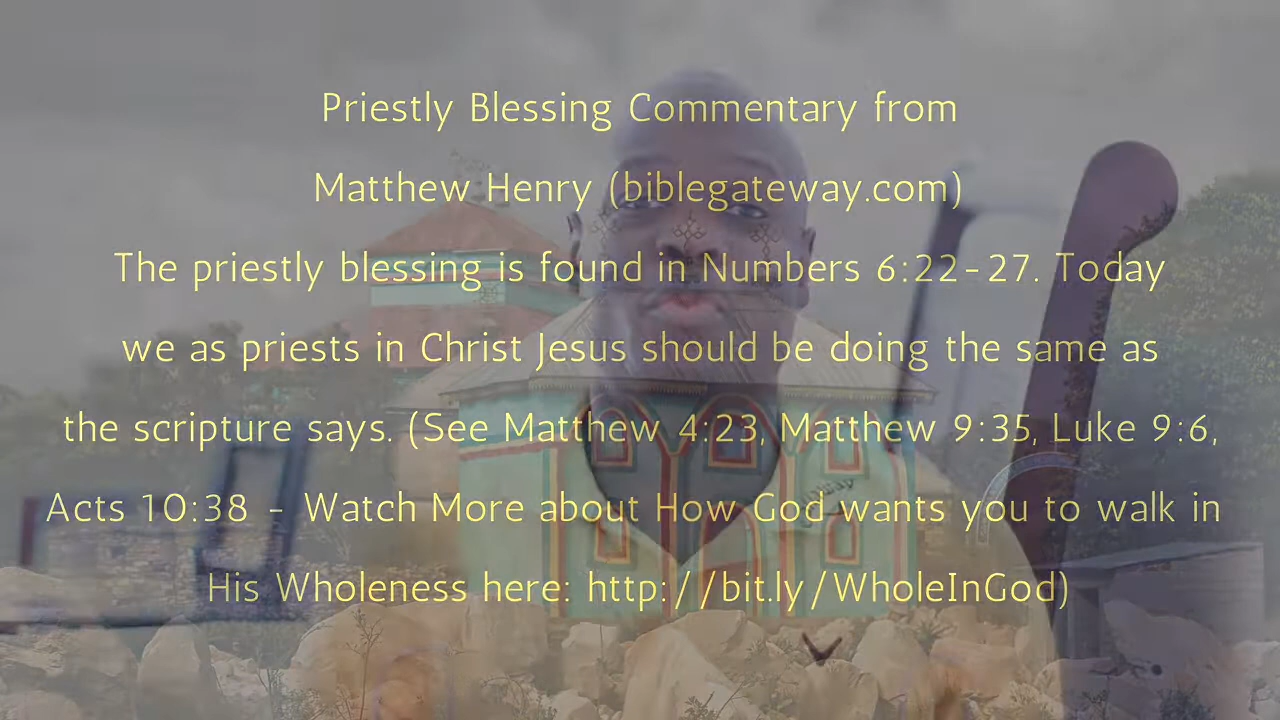 Priestly Blessing Commentary from
Matthew Henry (biblegateway.com)
The priestly blessing is found in Numbers 6:22-27. Today
we as priests in Christ Jesus should be doing the same as
the scripture says. (See Matthew 4:23, Matthew 9:35, Luke 9:6,
Acts 10:38 - Watch More about How God wants you to walk in
His Wholeness here: http://bit.ly/WholeInGod)